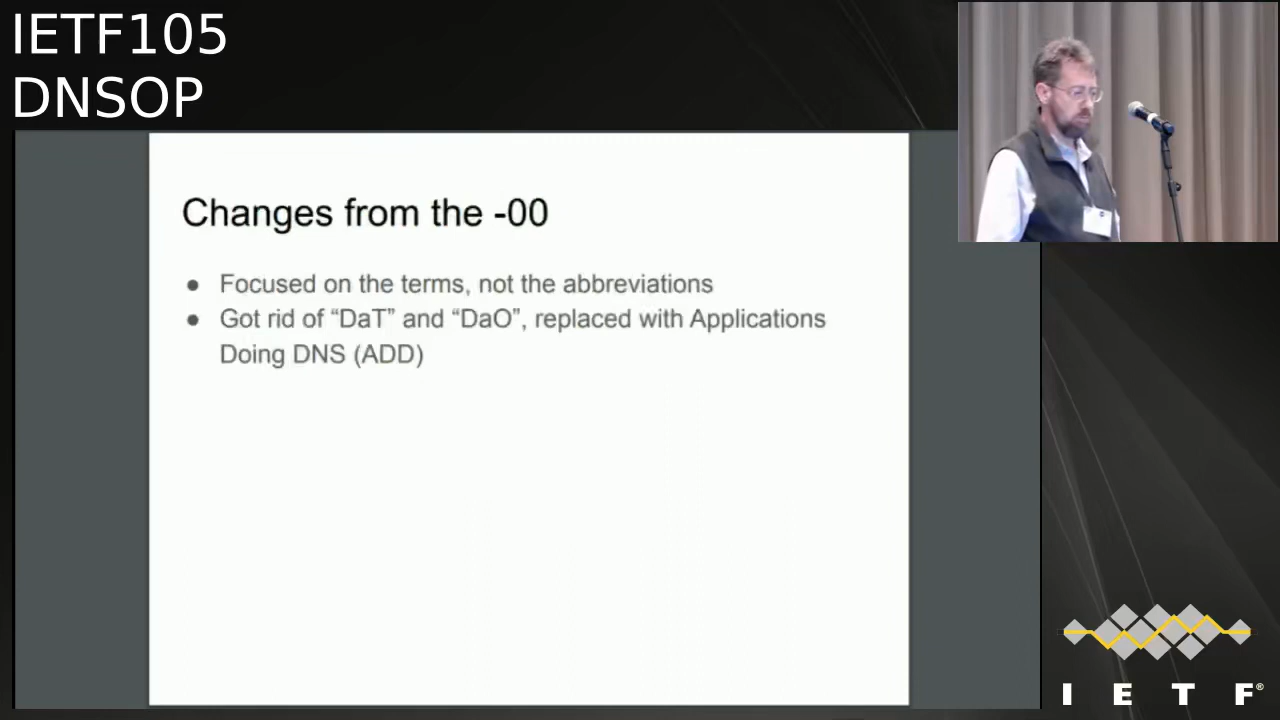 IETF105
DNSOP
Changes from the -00
● Focused on the terms, not the abbreviations
● Got rid of “DaT” and “DaO”, replaced with Applications
Doing DNS (ADD)
I E T F®